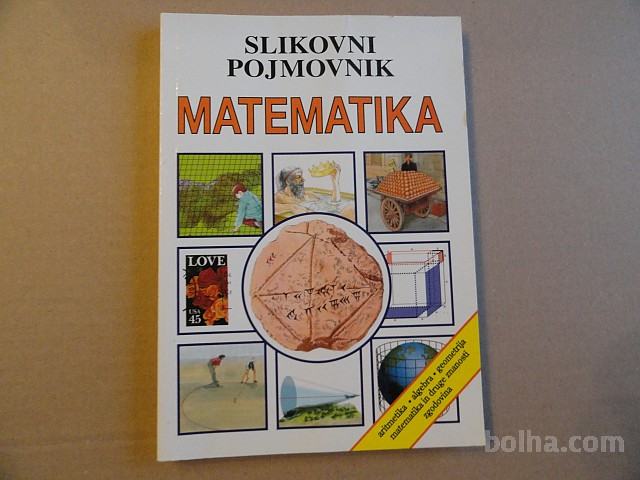 SLIKOVNI
POJMOVNIK
MATEMATIKA
LOVE
USA
45
aritmetika • algebra • geometrija
matematika in druge znanosti
zgodovina
bolha.com